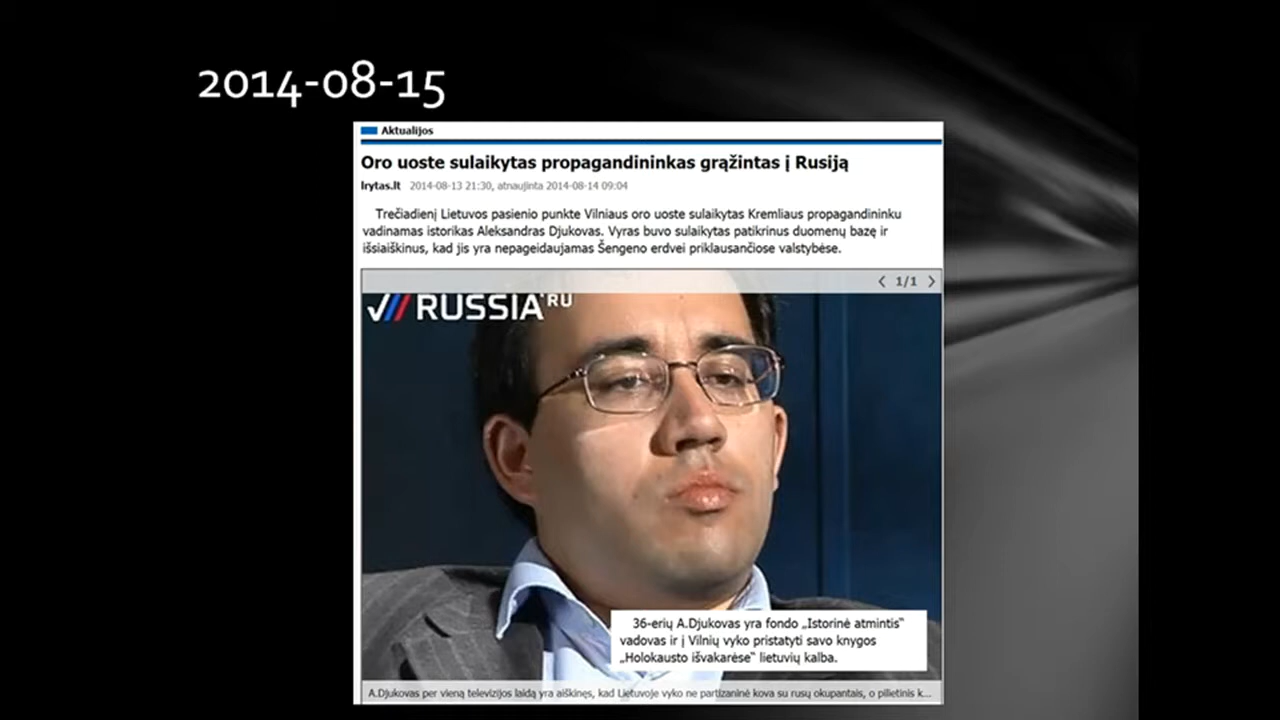 2014-08-15
Aktualijos
Oro uoste sulaikytas propagandininkas grąžintas į Rusiją
lrytas.lt 2014-08-13 21:30, atnaujinta 2014-08-14 09:04
Trečiadienį Lietuvos pasienio punkte Vilniaus oro uoste sulaikytas Kremliaus propagandininku
vadinamas istorikas Aleksandras Djukovas. Vyras buvo sulaikytas patikrinus duomenų bazę ir
išsiaiškinus, kad jis yra nepageidaujamas Šengeno erdvei priklausančiose valstybėse.
1/1
RUSSIA.RU
36-erių A.Djukovas yra fondo „Istorinė atmintis“
vadovas ir į Vilnių vyko pristatyti savo knygos
„Holokausto išvakarėse“ lietuvių kalba.
A.Djukovas per vieną televizijos laidą yra aiškinęs, kad Lietuvoje vyko ne partizaninė kova su rusų okupantais, o pilietinis k...